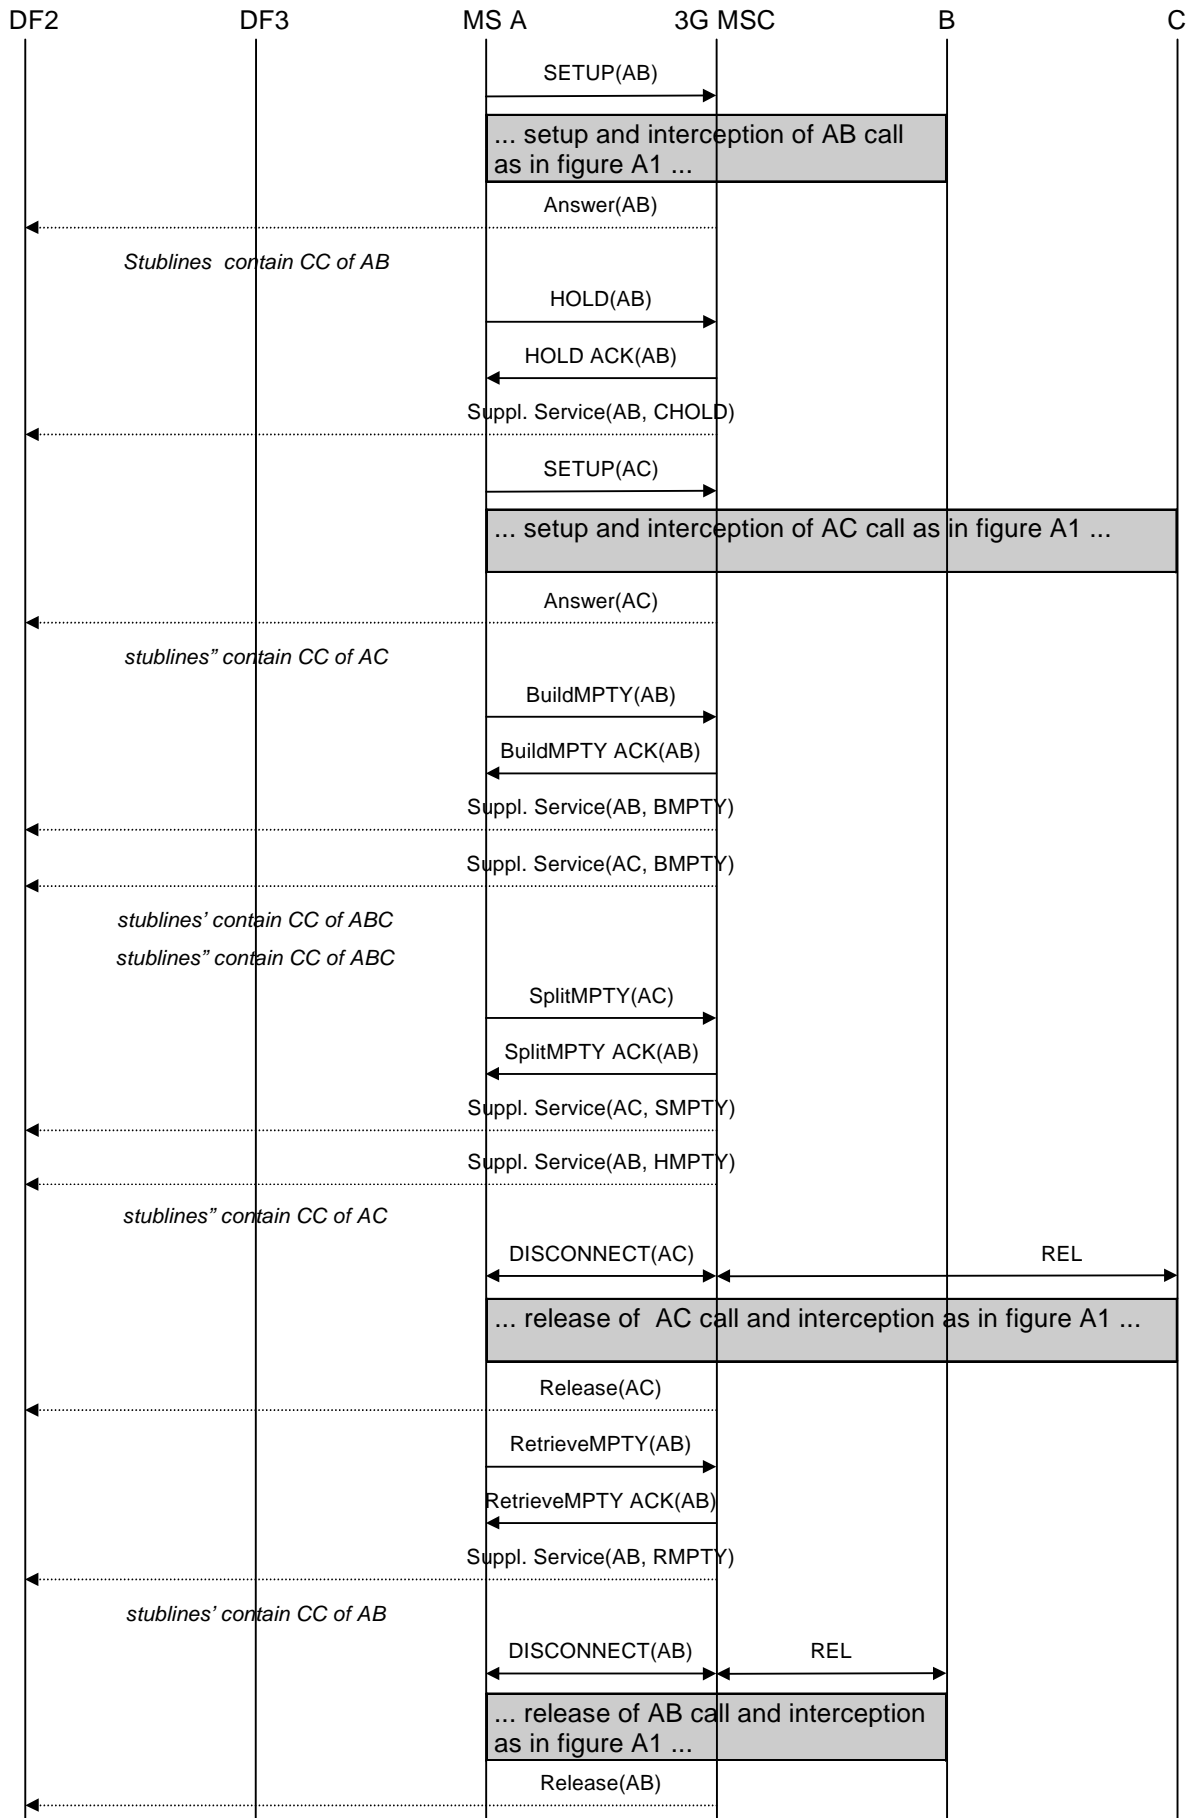 DF2 DF3 MS A 3G MSC B C
SETUP(AB)
... setup and interception of AB call
as in figure A1 ...
Answer(AB)
Stublines contain CC of AB
HOLD(AB)
HOLD ACK(AB)
Suppl. Service(AB, CHOLD)
SETUP(AC)
... setup and interception of AC call as in figure A1 ...
Answer(AC)
stublines” contain CC of AC
BuildMPTY(AB)
BuildMPTY ACK(AB)
Suppl. Service(AB, BMPTY)
Suppl. Service(AC, BMPTY)
stublines’ contain CC of ABC
stublines” contain CC of ABC
SplitMPTY(AC)
SplitMPTY ACK(AB)
Suppl. Service(AC, SMPTY)
Suppl. Service(AB, HMPTY)
stublines” contain CC of AC
DISCONNECT(AC) REL
... release of AC call and interception as in figure A1 ...
Release(AC)
RetrieveMPTY(AB)
RetrieveMPTY ACK(AB)
Suppl. Service(AB, RMPTY)
stublines’ contain CC of AB
DISCONNECT(AB) REL
... release of AB call and interception
as in figure A1 ...
Release(AB)